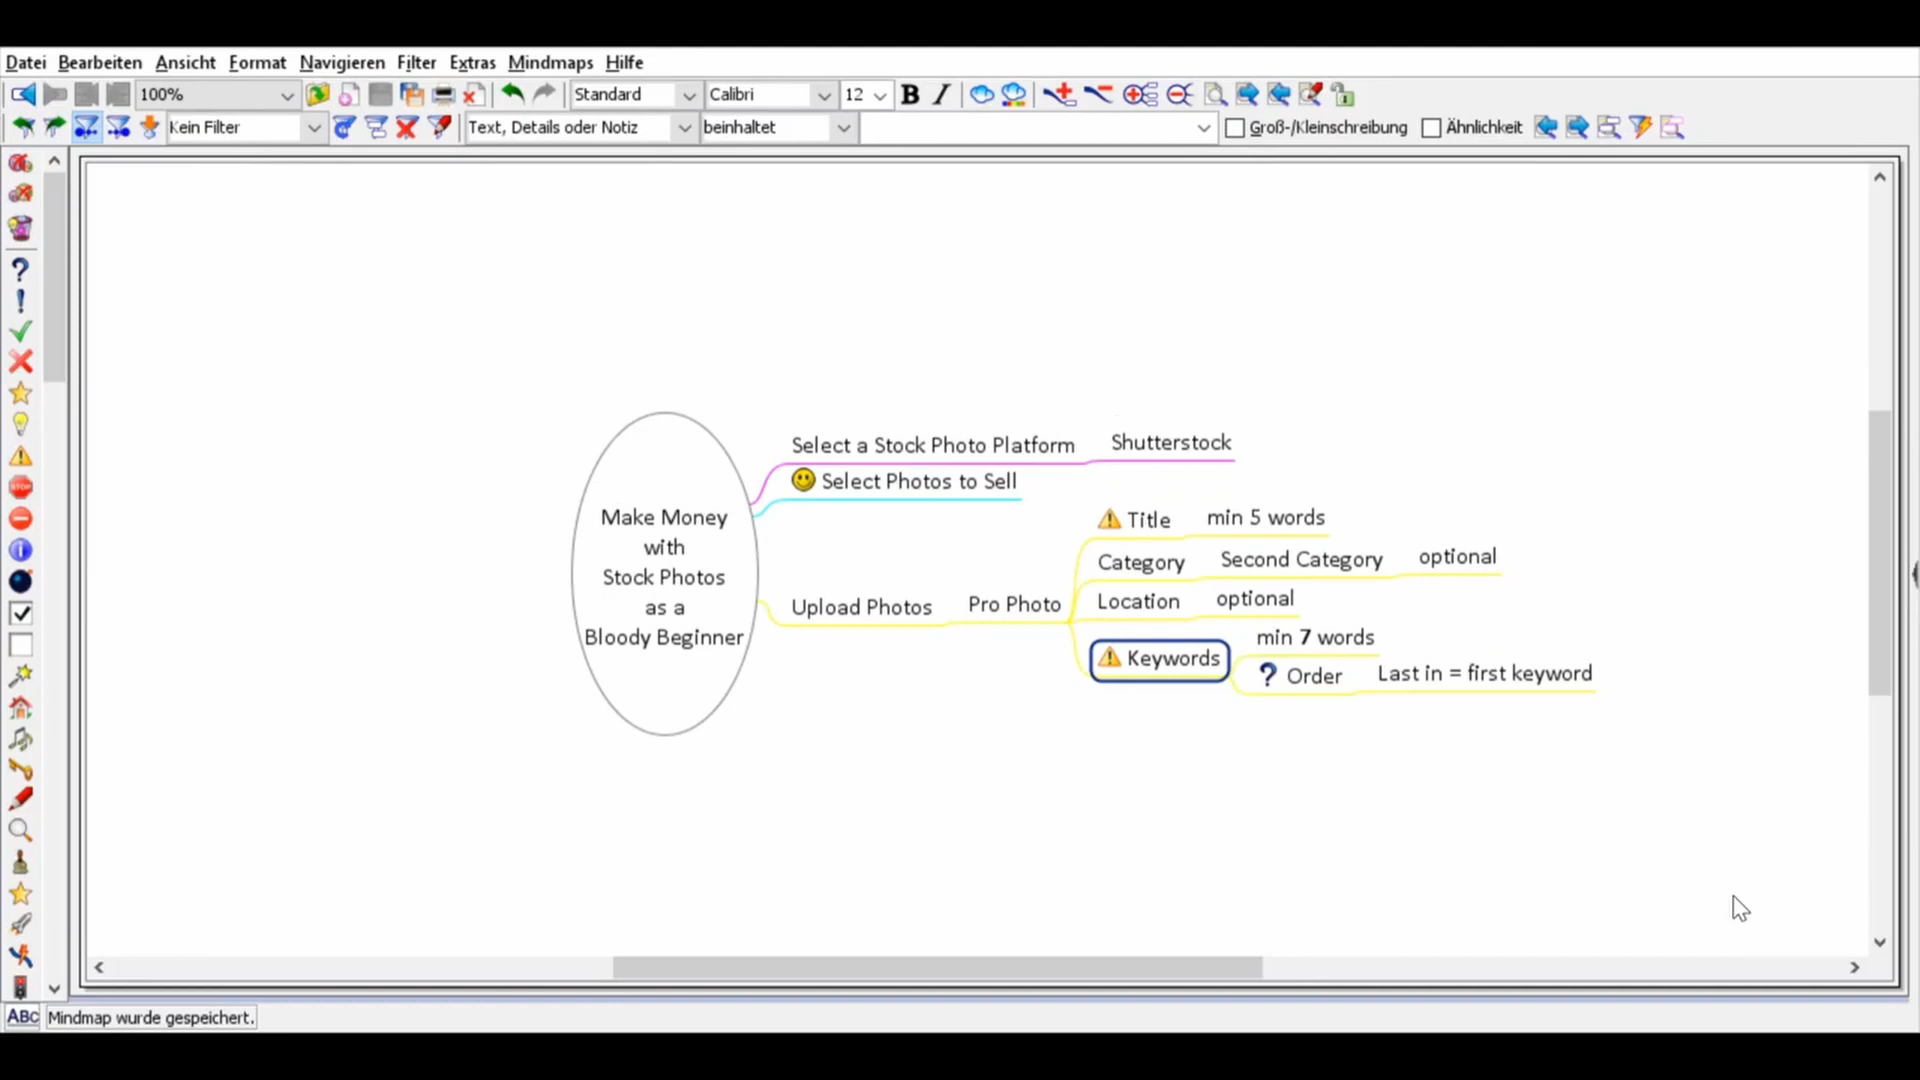 Datei Bearbeiten Ansicht Format Navigieren Filter Extras Mindmaps Hilfe
100% Standard Calibri 12 B I
Kein Filter Text, Details oder Notiz beinhaltet Groß-/Kleinschreibung Ähnlichkeit
Select a Stock Photo Platform Shutterstock
Select Photos to Sell
Make Money
with
Stock Photos
as a
Bloody Beginner
Title min 5 words
Category Second Category optional
Upload Photos Pro Photo Location optional
Keywords min 7 words
? Order Last in = first keyword
STOP
ABC Mindmap wurde gespeichert.